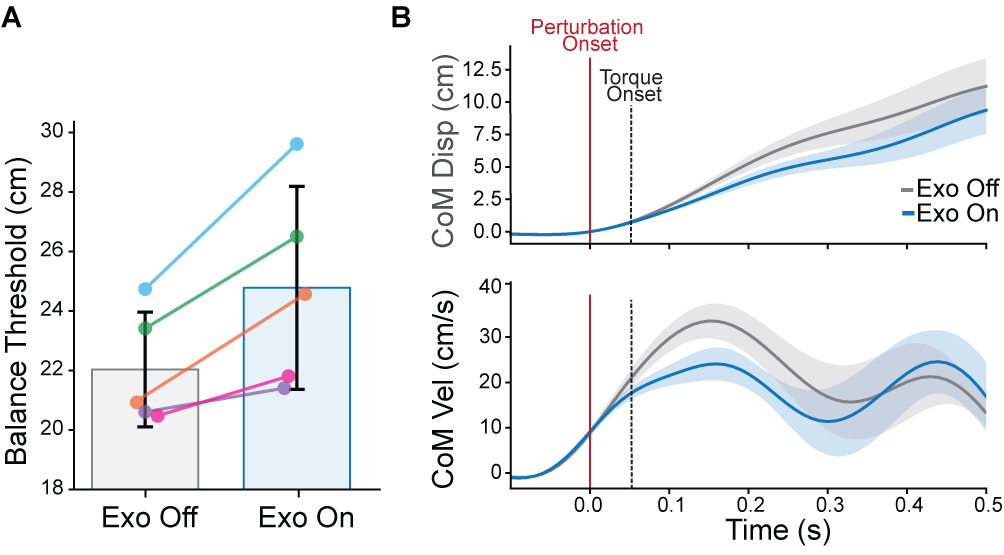 A
Balance Threshold (cm)
30
28
26
24
22
20
18
Exo Off
Exo On
B
Perturbation
Onset
Torque
Onset
CoM Disp (cm)
12.5
10.0
7.5
5.0
2.5
0.0
Exo Off
Exo On
CoM Vel (cm/s)
40
30
20
10
0
0.0
0.1
0.2
0.3
0.4
0.5
Time (s)